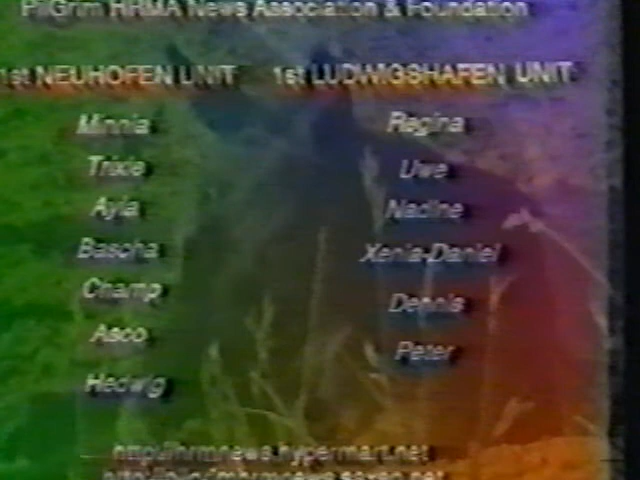 PilGrim HRMA News Association & Foundation
1st NEUHOFEN UNIT
Minnia
Trixie
Ayla
Bascha
Champ
Asco
Hedwig
1st LUDWIGSHAFEN UNIT
Regina
Uwe
Nadine
Xenia-Daniel
Dennis
Peter
http://hrmnews.hypermart.net